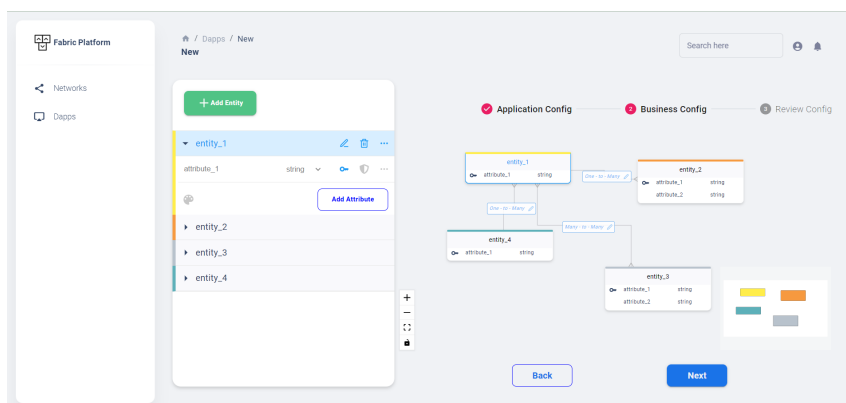 Fabric Platform
/ Dapps / New
New
Search here
Networks
Dapps
+ Add Entity
entity_1
attribute_1 string
Add Attribute
entity_2
entity_3
entity_4
Application Config
2 Business Config
3 Review Config
entity_1
attribute_1 string
One - to - Many
entity_2
attribute_1 string
attribute_2 string
One - to - Many
Many - to - Many
entity_4
attribute_1 string
entity_3
attribute_1 string
attribute_2 string
Back
Next